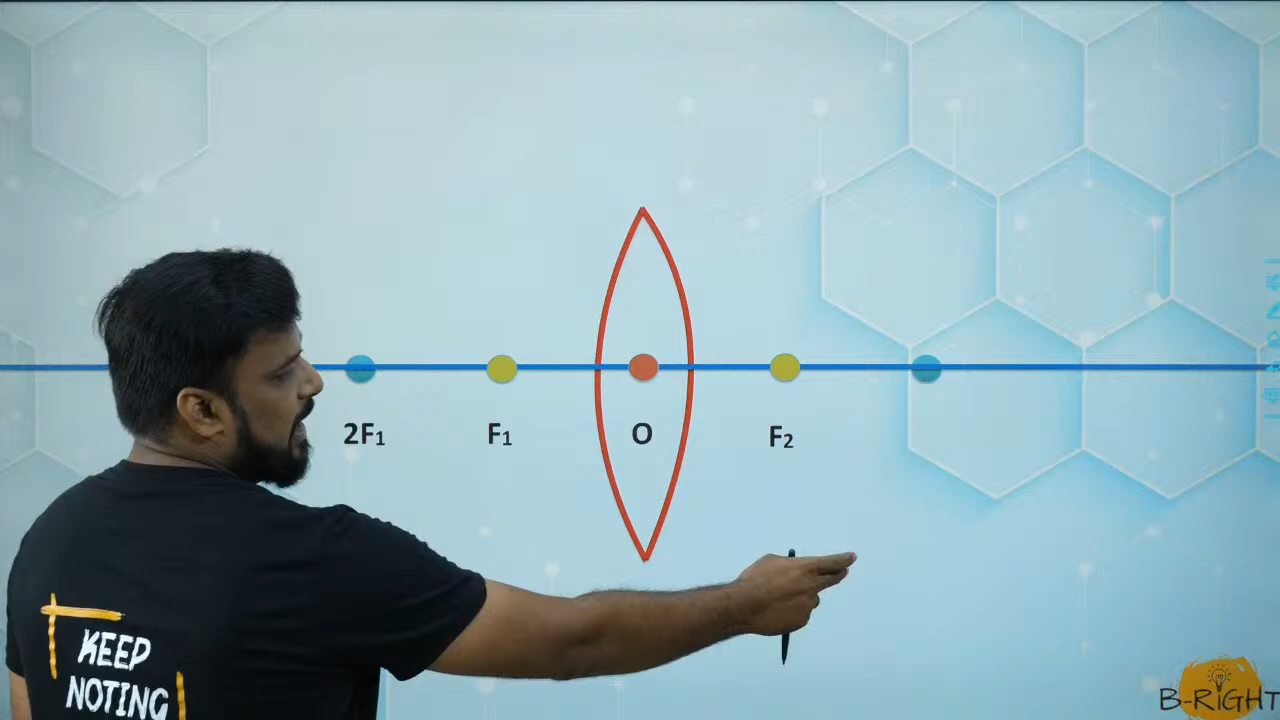 2F₁ F₁ O F₂
KEEP
NOTING
B-RiGHT